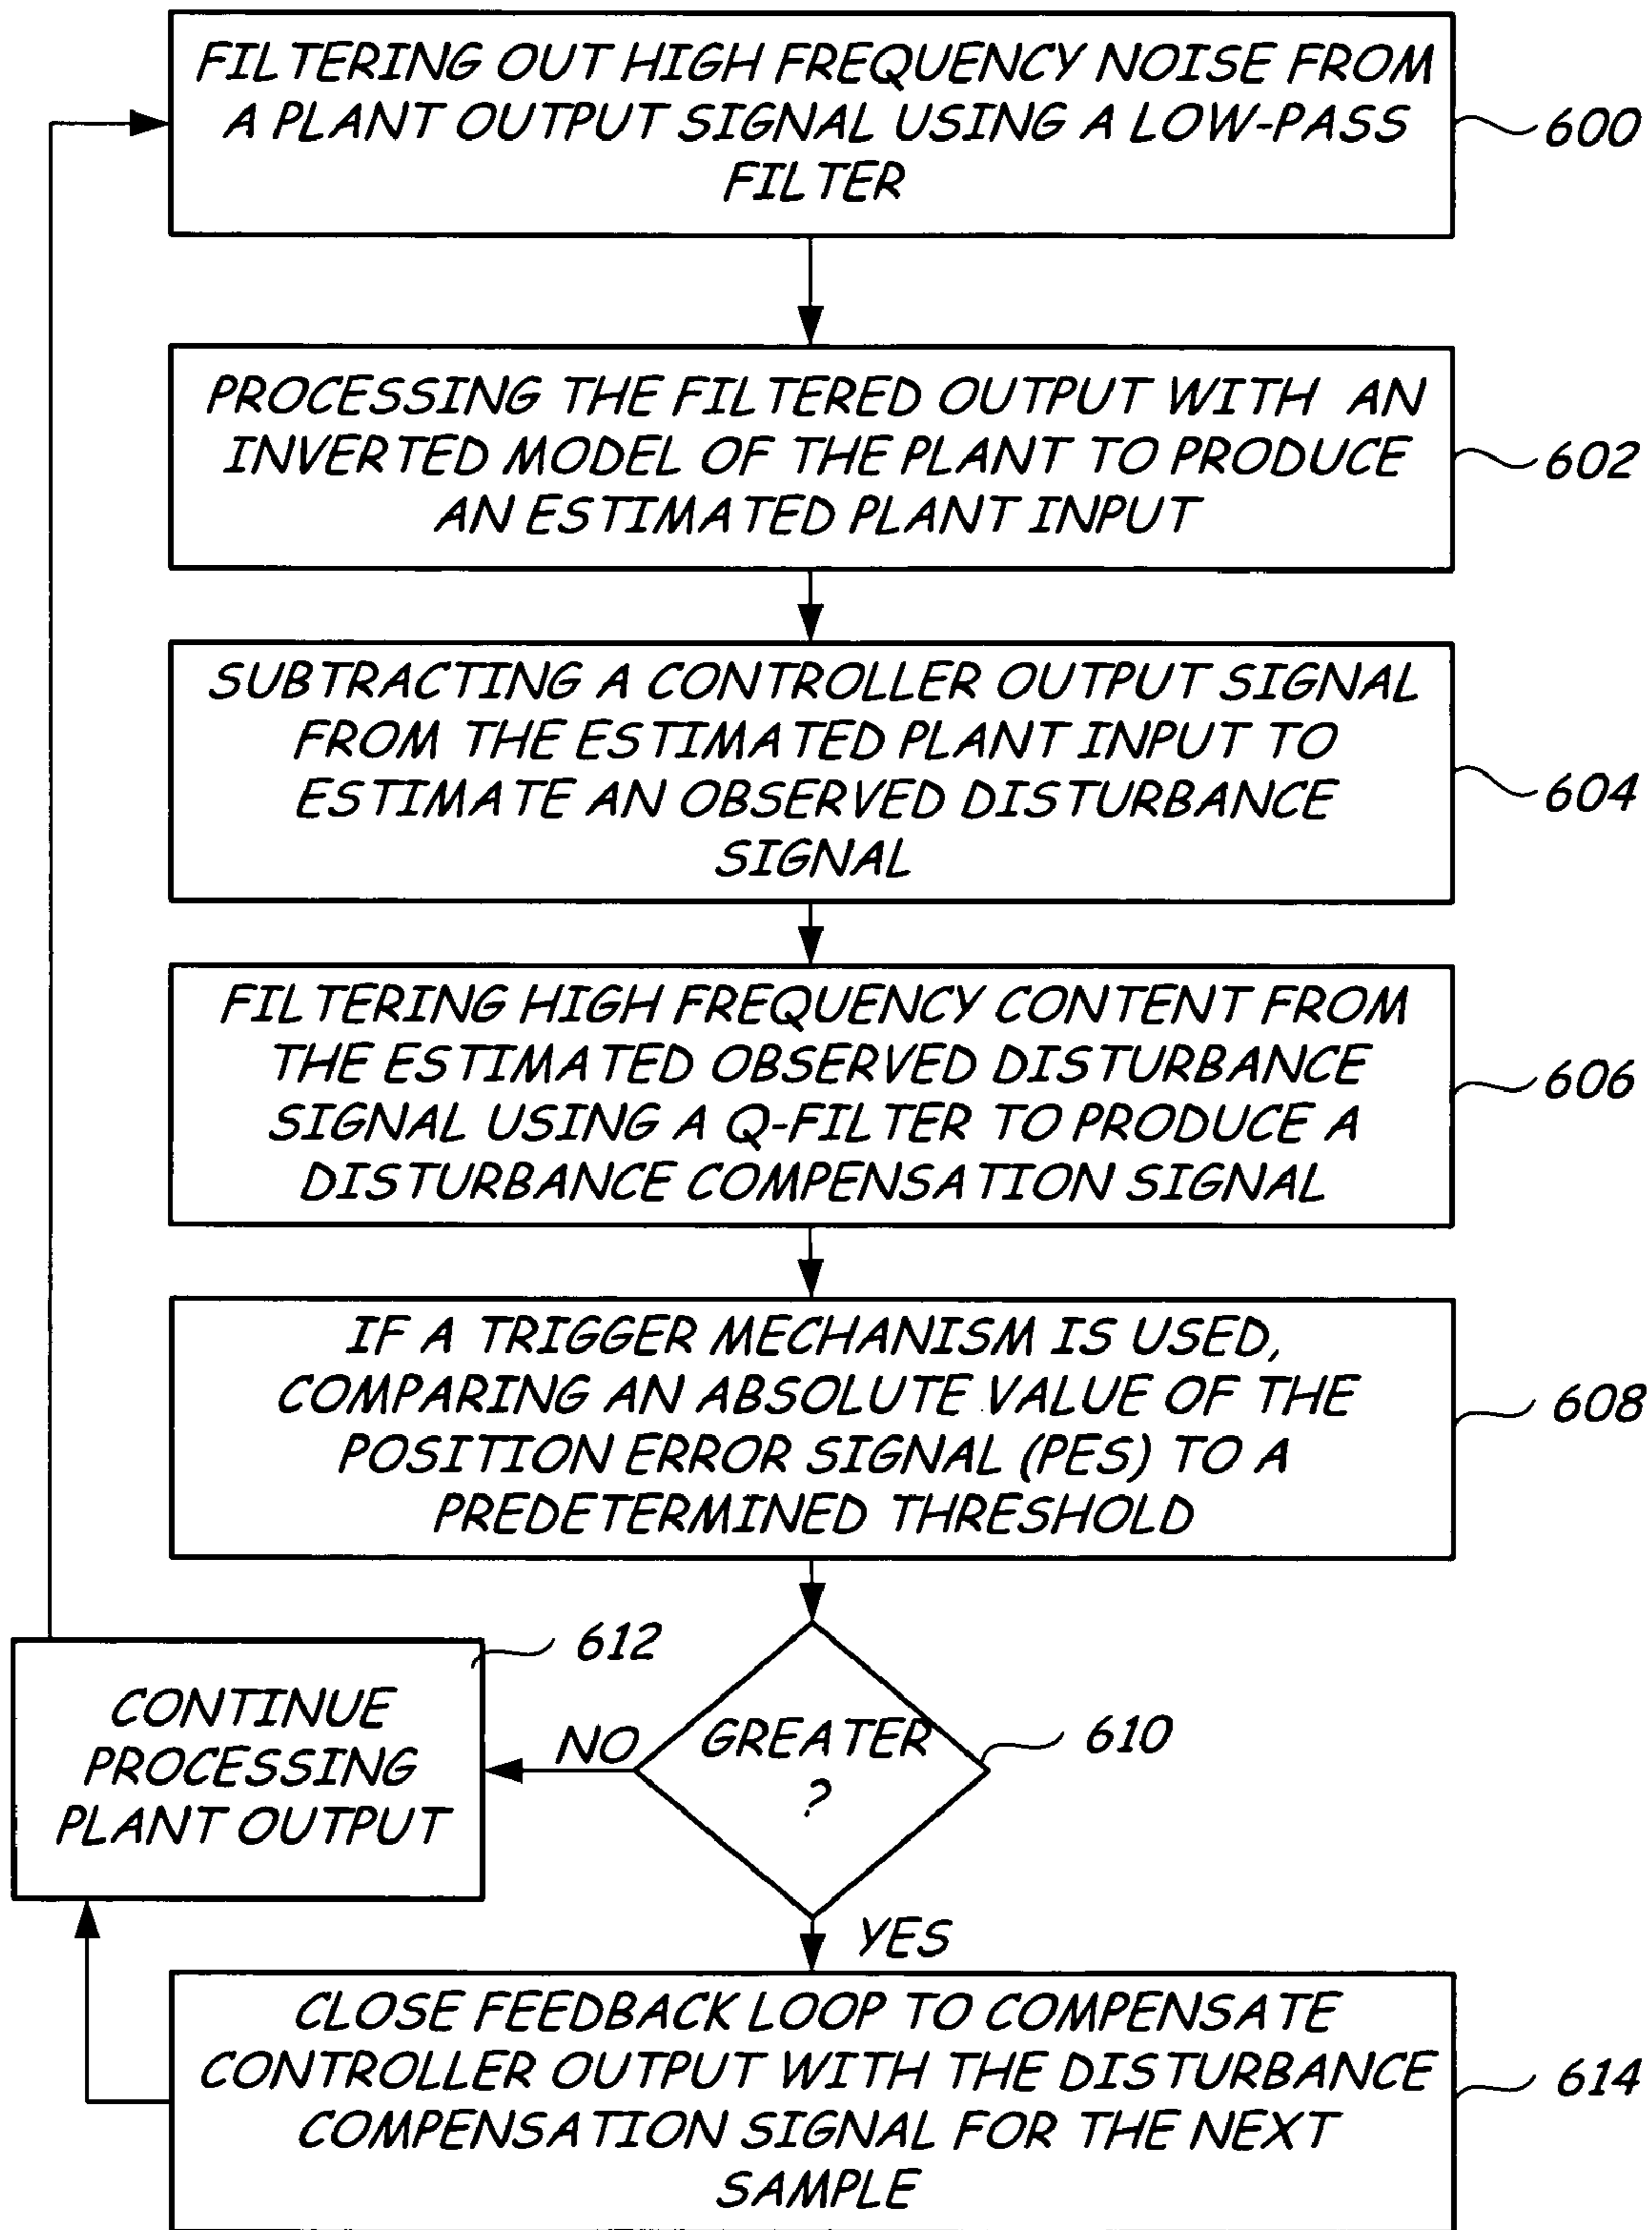 FILTERING OUT HIGH FREQUENCY NOISE FROM
A PLANT OUTPUT SIGNAL USING A LOW-PASS
FILTER
600
PROCESSING THE FILTERED OUTPUT WITH AN
INVERTED MODEL OF THE PLANT TO PRODUCE
AN ESTIMATED PLANT INPUT
602
SUBTRACTING A CONTROLLER OUTPUT SIGNAL
FROM THE ESTIMATED PLANT INPUT TO
ESTIMATE AN OBSERVED DISTURBANCE
SIGNAL
604
FILTERING HIGH FREQUENCY CONTENT FROM
THE ESTIMATED OBSERVED DISTURBANCE
SIGNAL USING A Q-FILTER TO PRODUCE A
DISTURBANCE COMPENSATION SIGNAL
606
IF A TRIGGER MECHANISM IS USED,
COMPARING AN ABSOLUTE VALUE OF THE
POSITION ERROR SIGNAL (PES) TO A
PREDETERMINED THRESHOLD
608
GREATER
?
610
NO
612
CONTINUE
PROCESSING
PLANT OUTPUT
YES
CLOSE FEEDBACK LOOP TO COMPENSATE
CONTROLLER OUTPUT WITH THE DISTURBANCE
COMPENSATION SIGNAL FOR THE NEXT
SAMPLE
614